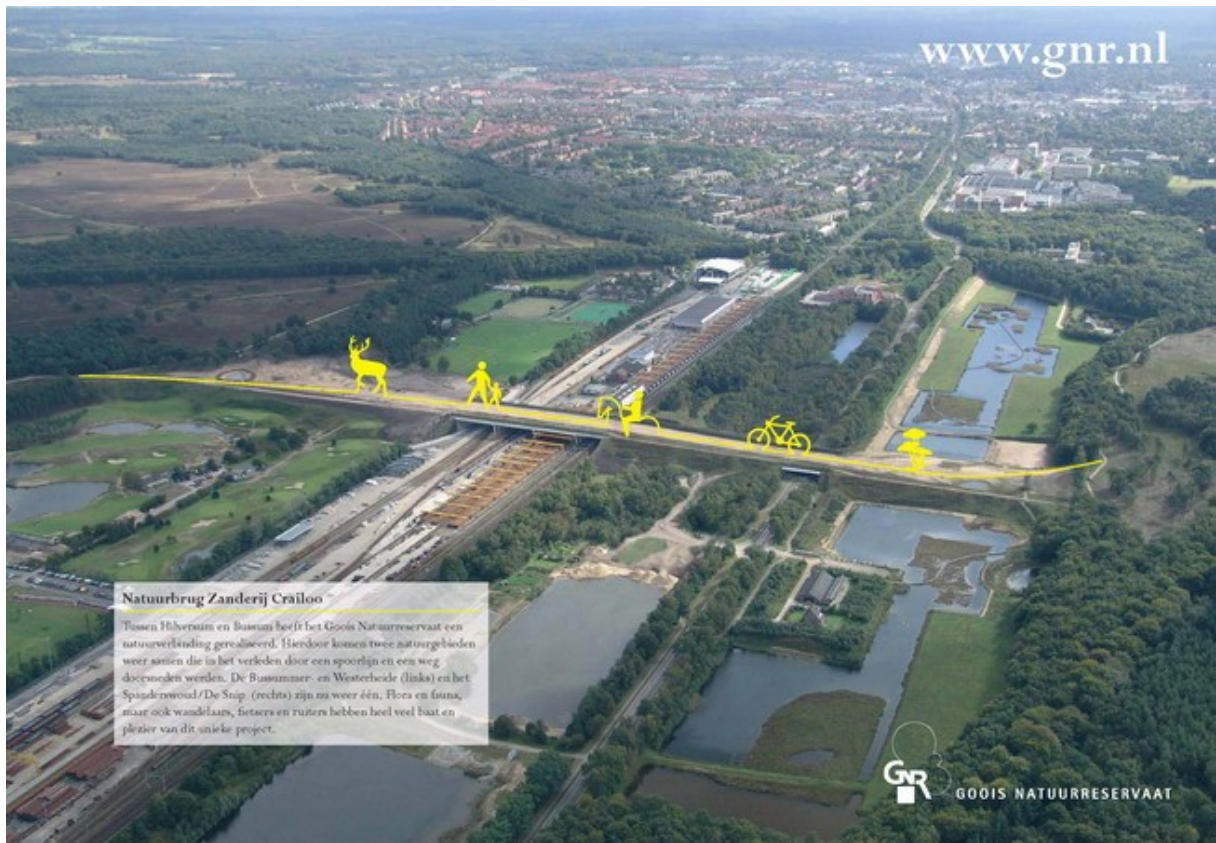 www.gnr.nl
Natuurbrug Zanderij Crailoo
Tussen Hilversum en Bussum heeft het Goois Natuurreservaat een
natuurverbinding gerealiseerd. Hierdoor komen twee natuurgebieden
weer samen die in het verleden door een spoorlijn en een weg
doorsneden werden. De Bussummer- en Westerheide (links) en het
Spanderswoud/De Snip (rechts) zijn nu weer één. Flora en fauna,
maar ook wandelaars, fietsers en ruiters hebben heel veel baat en
plezier van dit unieke project.
GNR
GOOIS NATUURRESERVAAT